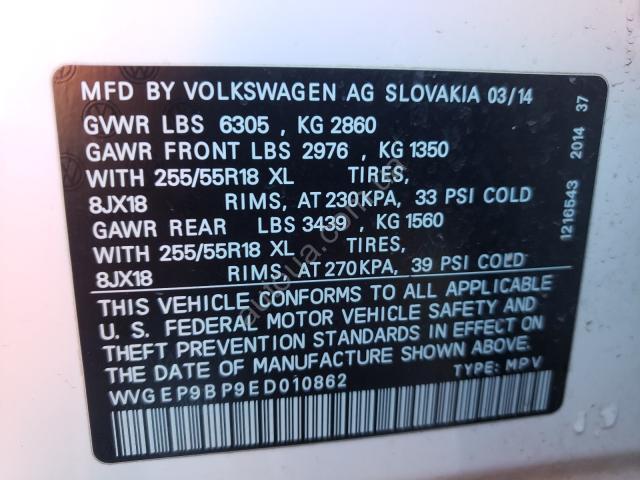 MFD BY VOLKSWAGEN AG SLOVAKIA 03/14
GVWR LBS 6305 , KG 2860
GAWR FRONT LBS 2976 , KG 1350
WITH 255/55R18 XL TIRES,
8JX18 RIMS, AT 230KPA, 33 PSI COLD
GAWR REAR LBS 3439 , KG 1560
WITH 255/55R18 XL TIRES,
8JX18 RIMS, AT 270KPA, 39 PSI COLD
THIS VEHICLE CONFORMS TO ALL APPLICABLE
U. S. FEDERAL MOTOR VEHICLE SAFETY AND
THEFT PREVENTION STANDARDS IN EFFECT ON
THE DATE OF MANUFACTURE SHOWN ABOVE.
WVGEP9BP9ED010862 TYPE: MPV
1216543 2014 37